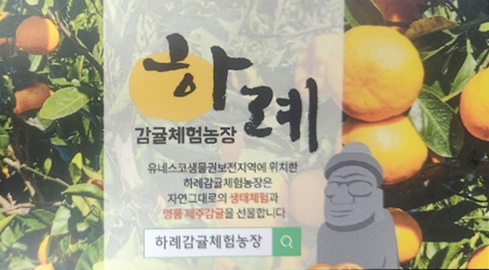 하례
감귤체험농장
유네스코생물권보전지역에 위치한
하례감귤체험농장은
자연그대로의 생태체험과
명품 제주감귤을 선물합니다
하례감귤체험농장